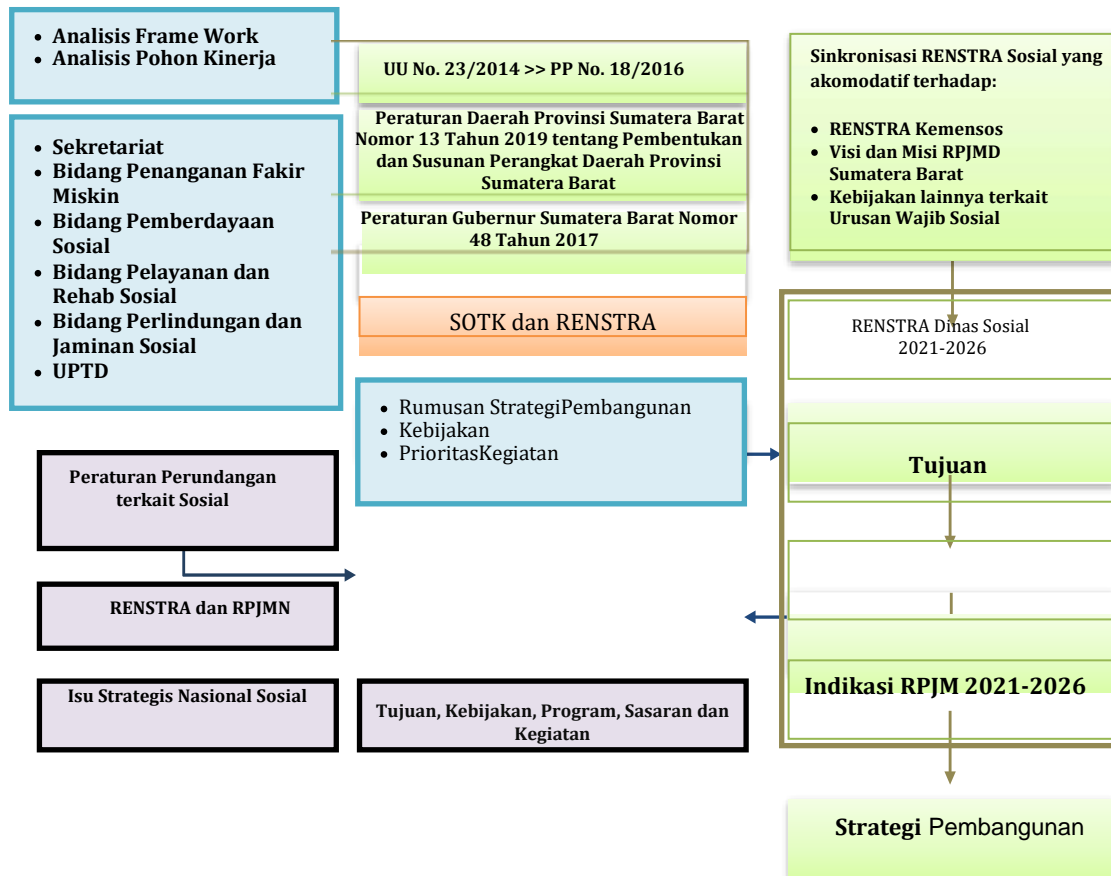 • Analisis Frame Work
• Analisis Pohon Kinerja
• Sekretariat
• Bidang Penanganan Fakir
Miskin
• Bidang Pemberdayaan
Sosial
• Bidang Pelayanan dan
Rehab Sosial
• Bidang Perlindungan dan
Jaminan Sosial
• UPTD
UU No. 23/2014 >> PP No. 18/2016
Peraturan Daerah Provinsi Sumatera Barat
Nomor 13 Tahun 2019 tentang Pembentukan
dan Susunan Perangkat Daerah Provinsi
Sumatera Barat
Peraturan Gubernur Sumatera Barat Nomor
48 Tahun 2017
SOTK dan RENSTRA
• Rumusan StrategiPembangunan
• Kebijakan
• PrioritasKegiatan
Peraturan Perundangan
terkait Sosial
RENSTRA dan RPJMN
Isu Strategis Nasional Sosial
Tujuan, Kebijakan, Program, Sasaran dan
Kegiatan
Sinkronisasi RENSTRA Sosial yang
akomodatif terhadap:
• RENSTRA Kemensos
• Visi dan Misi RPJMD
Sumatera Barat
• Kebijakan lainnya terkait
Urusan Wajib Sosial
RENSTRA Dinas Sosial
2021-2026
Tujuan
Indikasi RPJM 2021-2026
Strategi Pembangunan